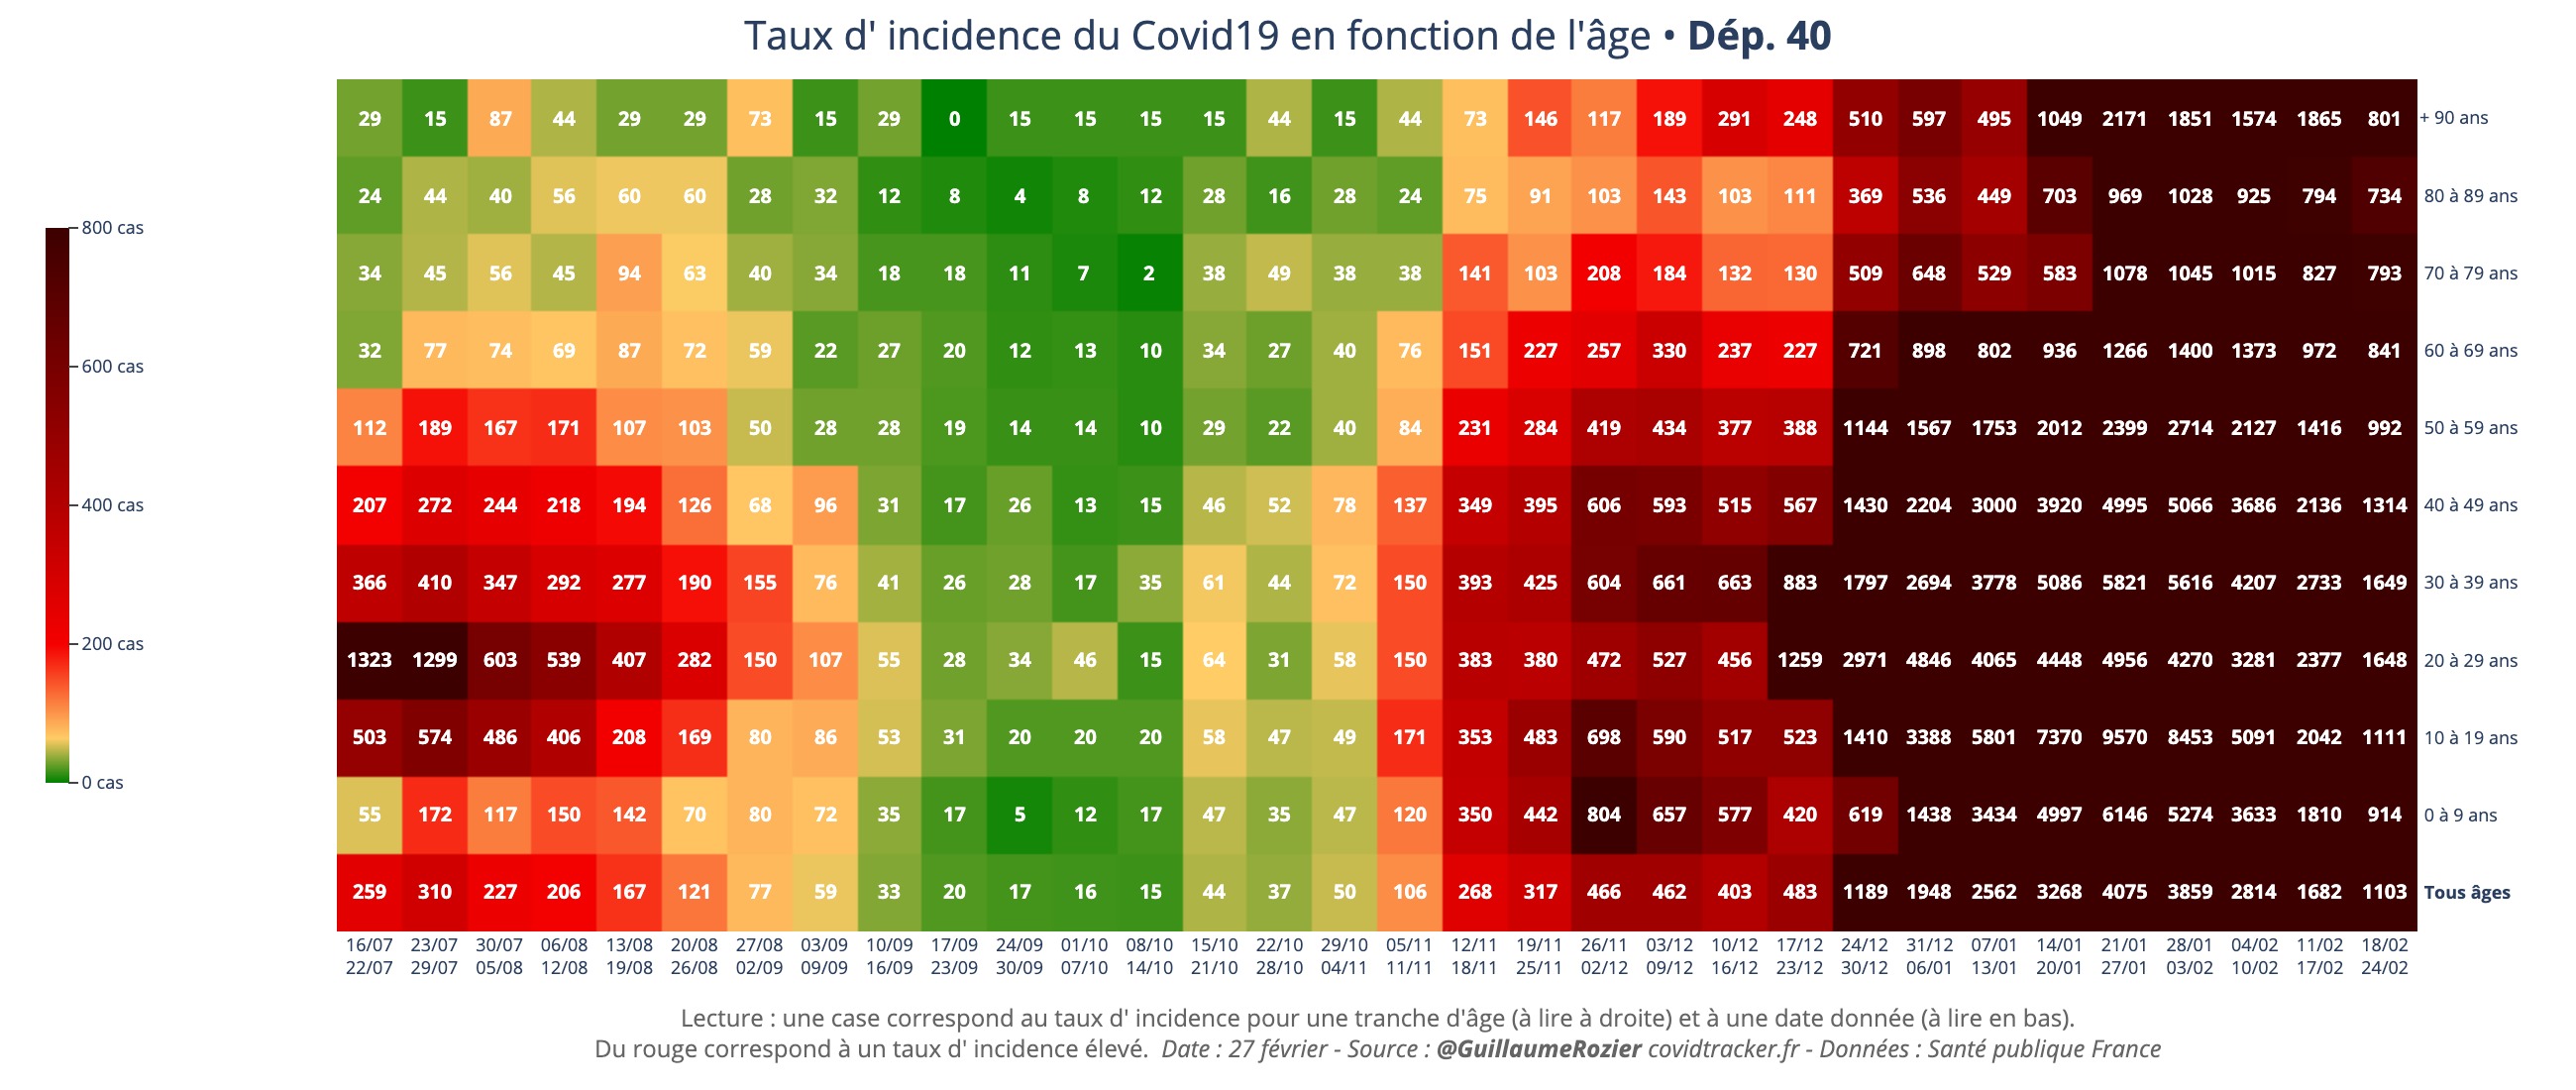 Taux d' incidence du Covid19 en fonction de l'âge • Dép. 40
29 15 87 44 29 29 73 15 29 0 15 15 15 15 44 15 44 73 146 117 189 291 248 510 597 495 1049 2171 1851 1574 1865 801 + 90 ans
24 44 40 56 60 60 28 32 12 8 4 8 12 28 16 28 24 75 91 103 143 103 111 369 536 449 703 969 1028 925 794 734 80 à 89 ans
800 cas
34 45 56 45 94 63 40 34 18 18 11 7 2 38 49 38 38 141 103 208 184 132 130 509 648 529 583 1078 1045 1015 827 793 70 à 79 ans
32 77 74 69 87 72 59 22 27 20 12 13 10 34 27 40 76 151 227 257 330 237 227 721 898 802 936 1266 1400 1373 972 841 60 à 69 ans
600 cas
112 189 167 171 107 103 50 28 28 19 14 14 10 29 22 40 84 231 284 419 434 377 388 1144 1567 1753 2012 2399 2714 2127 1416 992 50 à 59 ans
400 cas
207 272 244 218 194 126 68 96 31 17 26 13 15 46 52 78 137 349 395 606 593 515 567 1430 2204 3000 3920 4995 5066 3686 2136 1314 40 à 49 ans
366 410 347 292 277 190 155 76 41 26 28 17 35 61 44 72 150 393 425 604 661 663 883 1797 2694 3778 5086 5821 5616 4207 2733 1649 30 à 39 ans
200 cas
1323 1299 603 539 407 282 150 107 55 28 34 46 15 64 31 58 150 383 380 472 527 456 1259 2971 4846 4065 4448 4956 4270 3281 2377 1648 20 à 29 ans
503 574 486 406 208 169 80 86 53 31 20 20 20 58 47 49 171 353 483 698 590 517 523 1410 3388 5801 7370 9570 8453 5091 2042 1111 10 à 19 ans
0 cas
55 172 117 150 142 70 80 72 35 17 5 12 17 47 35 47 120 350 442 804 657 577 420 619 1438 3434 4997 6146 5274 3633 1810 914 0 à 9 ans
259 310 227 206 167 121 77 59 33 20 17 16 15 44 37 50 106 268 317 466 462 403 483 1189 1948 2562 3268 4075 3859 2814 1682 1103 Tous âges
16/07 23/07 30/07 06/08 13/08 20/08 27/08 03/09 10/09 17/09 24/09 01/10 08/10 15/10 22/10 29/10 05/11 12/11 19/11 26/11 03/12 10/12 17/12 24/12 31/12 07/01 14/01 21/01 28/01 04/02 11/02 18/02
22/07 29/07 05/08 12/08 19/08 26/08 02/09 09/09 16/09 23/09 30/09 07/10 14/10 21/10 28/10 04/11 11/11 18/11 25/11 02/12 09/12 16/12 23/12 30/12 06/01 13/01 20/01 27/01 03/02 10/02 17/02 24/02
Lecture : une case correspond au taux d' incidence pour une tranche d'âge (à lire à droite) et à une date donnée (à lire en bas).
Du rouge correspond à un taux d' incidence élevé. Date : 27 février - Source : @GuillaumeRozier covidtracker.fr - Données : Santé publique France